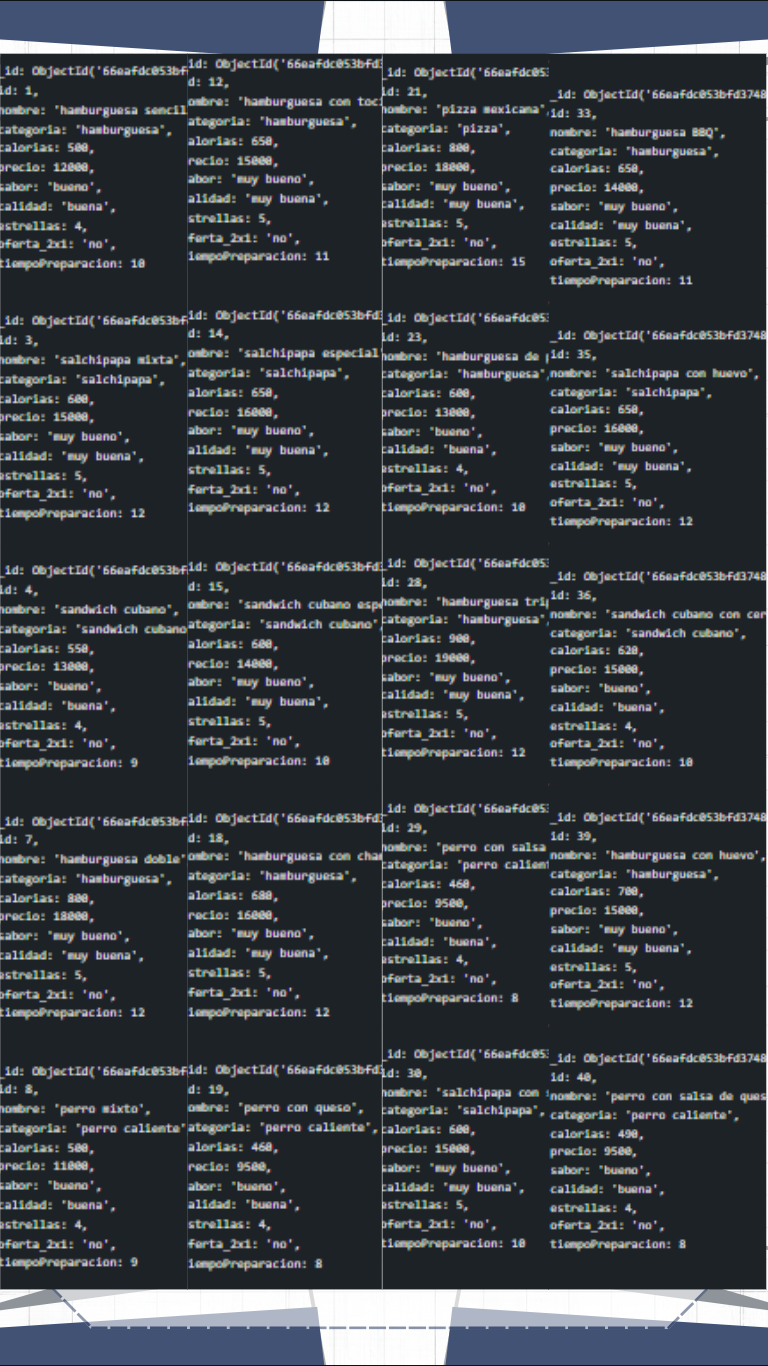 _id: ObjectId('66eafdc053bf
id: 1,
nombre: 'hamburguesa sencil
categoria: 'hamburguesa',
calorias: 500,
precio: 12000,
sabor: 'bueno',
calidad: 'buena',
estrellas: 4,
oferta_2x1: 'no',
tiempoPreparacion: 10
_id: ObjectId('66eafdc053bf
id: 3,
nombre: 'salchipapa mixta',
categoria: 'salchipapa',
calorias: 600,
precio: 15000,
sabor: 'muy bueno',
calidad: 'muy buena',
estrellas: 5,
oferta_2x1: 'no',
tiempoPreparacion: 12
_id: ObjectId('66eafdc053bf
id: 4,
nombre: 'sandwich cubano',
categoria: 'sandwich cubano
calorias: 550,
precio: 13000,
sabor: 'bueno',
calidad: 'buena',
estrellas: 4,
oferta_2x1: 'no',
tiempoPreparacion: 9
_id: ObjectId('66eafdc053bf
id: 7,
nombre: 'hamburguesa doble'
categoria: 'hamburguesa',
calorias: 800,
precio: 18000,
sabor: 'muy bueno',
calidad: 'muy buena',
estrellas: 5,
oferta_2x1: 'no',
tiempoPreparacion: 12
_id: ObjectId('66eafdc053bf
id: 8,
nombre: 'perro mixto',
categoria: 'perro caliente'
calorias: 500,
precio: 11000,
sabor: 'bueno',
calidad: 'buena',
estrellas: 4,
oferta_2x1: 'no',
tiempoPreparacion: 9
id: ObjectId('66eafdc053bfd
d: 12,
ombre: 'hamburguesa con toci
ategoria: 'hamburguesa',
alorias: 650,
recio: 15000,
abor: 'muy bueno',
alidad: 'muy buena',
strellas: 5,
ferta_2x1: 'no',
iempoPreparacion: 11
id: ObjectId('66eafdc053bfd
d: 14,
ombre: 'salchipapa especial'
ategoria: 'salchipapa',
alorias: 650,
recio: 16000,
abor: 'muy bueno',
alidad: 'muy buena',
strellas: 5,
ferta_2x1: 'no',
iempoPreparacion: 12
id: ObjectId('66eafdc053bfd
d: 15,
ombre: 'sandwich cubano espe
ategoria: 'sandwich cubano',
alorias: 600,
recio: 14000,
abor: 'muy bueno',
alidad: 'muy buena',
strellas: 5,
ferta_2x1: 'no',
iempoPreparacion: 10
id: ObjectId('66eafdc053bfd
d: 18,
ombre: 'hamburguesa con cham
ategoria: 'hamburguesa',
alorias: 680,
recio: 16000,
abor: 'muy bueno',
alidad: 'muy buena',
strellas: 5,
ferta_2x1: 'no',
iempoPreparacion: 12
id: ObjectId('66eafdc053bfd
d: 19,
ombre: 'perro con queso',
ategoria: 'perro caliente',
alorias: 460,
recio: 9500,
abor: 'bueno',
alidad: 'buena',
strellas: 4,
ferta_2x1: 'no',
iempoPreparacion: 8
_id: ObjectId('66eafdc053
id: 21,
nombre: 'pizza mexicana',
categoria: 'pizza',
calorias: 800,
precio: 18000,
sabor: 'muy bueno',
calidad: 'muy buena',
estrellas: 5,
oferta_2x1: 'no',
tiempoPreparacion: 15
_id: ObjectId('66eafdc053
id: 23,
nombre: 'hamburguesa de
categoria: 'hamburguesa',
calorias: 600,
precio: 13000,
sabor: 'bueno',
calidad: 'buena',
estrellas: 4,
oferta_2x1: 'no',
tiempoPreparacion: 10
_id: ObjectId('66eafdc053
id: 28,
nombre: 'hamburguesa trip
categoria: 'hamburguesa',
calorias: 900,
precio: 19000,
sabor: 'muy bueno',
calidad: 'muy buena',
estrellas: 5,
oferta_2x1: 'no',
tiempoPreparacion: 12
_id: ObjectId('66eafdc053
id: 29,
nombre: 'perro con salsa
categoria: 'perro calient
calorias: 460,
precio: 9500,
sabor: 'bueno',
calidad: 'buena',
estrellas: 4,
oferta_2x1: 'no',
tiempoPreparacion: 8
_id: ObjectId('66eafdc053
id: 30,
nombre: 'salchipapa con
categoria: 'salchipapa',
calorias: 600,
precio: 15000,
sabor: 'muy bueno',
calidad: 'muy buena',
estrellas: 5,
oferta_2x1: 'no',
tiempoPreparacion: 10
_id: ObjectId('66eafdc053bfd3748
id: 33,
nombre: 'hamburguesa BBQ',
categoria: 'hamburguesa',
calorias: 650,
precio: 14000,
sabor: 'muy bueno',
calidad: 'muy buena',
estrellas: 5,
oferta_2x1: 'no',
tiempoPreparacion: 11
_id: ObjectId('66eafdc053bfd3748
id: 35,
nombre: 'salchipapa con huevo',
categoria: 'salchipapa',
calorias: 650,
precio: 16000,
sabor: 'muy bueno',
calidad: 'muy buena',
estrellas: 5,
oferta_2x1: 'no',
tiempoPreparacion: 12
_id: ObjectId('66eafdc053bfd3748
id: 36,
nombre: 'sandwich cubano con cer
categoria: 'sandwich cubano',
calorias: 620,
precio: 15000,
sabor: 'bueno',
calidad: 'buena',
estrellas: 4,
oferta_2x1: 'no',
tiempoPreparacion: 10
_id: ObjectId('66eafdc053bfd3748
id: 39,
nombre: 'hamburguesa con huevo',
categoria: 'hamburguesa',
calorias: 700,
precio: 15000,
sabor: 'muy bueno',
calidad: 'muy buena',
estrellas: 5,
oferta_2x1: 'no',
tiempoPreparacion: 12
_id: ObjectId('66eafdc053bfd3748
id: 40,
nombre: 'perro con salsa de ques
categoria: 'perro caliente',
calorias: 490,
precio: 9500,
sabor: 'bueno',
calidad: 'buena',
estrellas: 4,
oferta_2x1: 'no',
tiempoPreparacion: 8